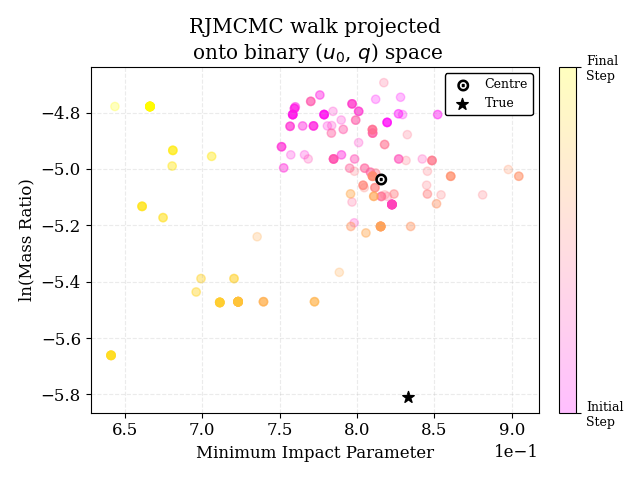 RJMCMC walk projected
onto binary (u₀, q) space
Centre
True
Final
Step
Initial
Step
ln(Mass Ratio)
−4.8
−5.0
−5.2
−5.4
−5.6
−5.8
6.5 7.0 7.5 8.0 8.5 9.0
1e−1
Minimum Impact Parameter